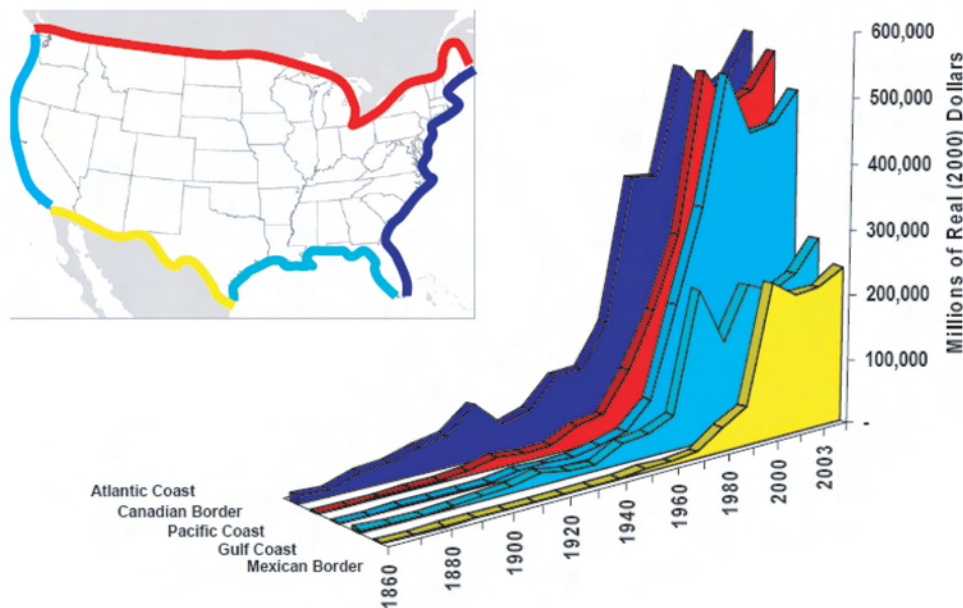 600,000
500,000
400,000
300,000
200,000
100,000
-
Millions of Real (2000) Dollars
Atlantic Coast
Canadian Border
Pacific Coast
Gulf Coast
Mexican Border
1860
1880
1900
1920
1940
1960
1980
2000
2003